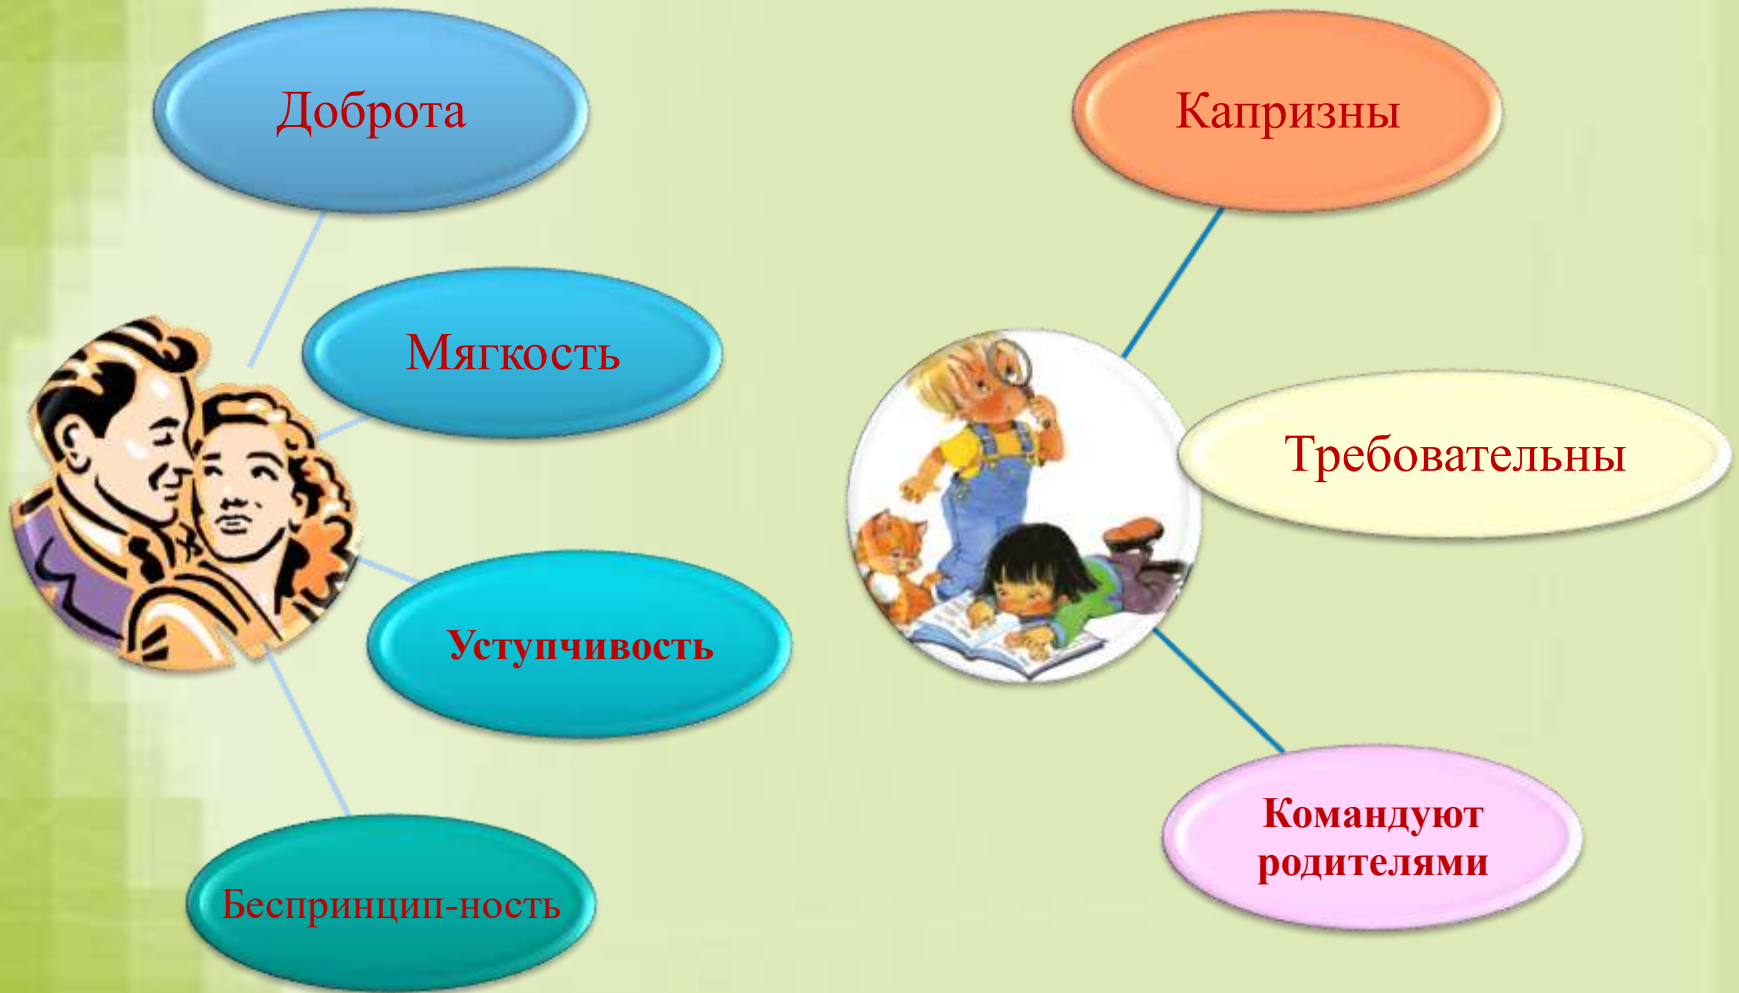 Доброта
Мягкость
Уступчивость
Беспринцип-ность
Капризны
Требовательны
Командуют
родителями